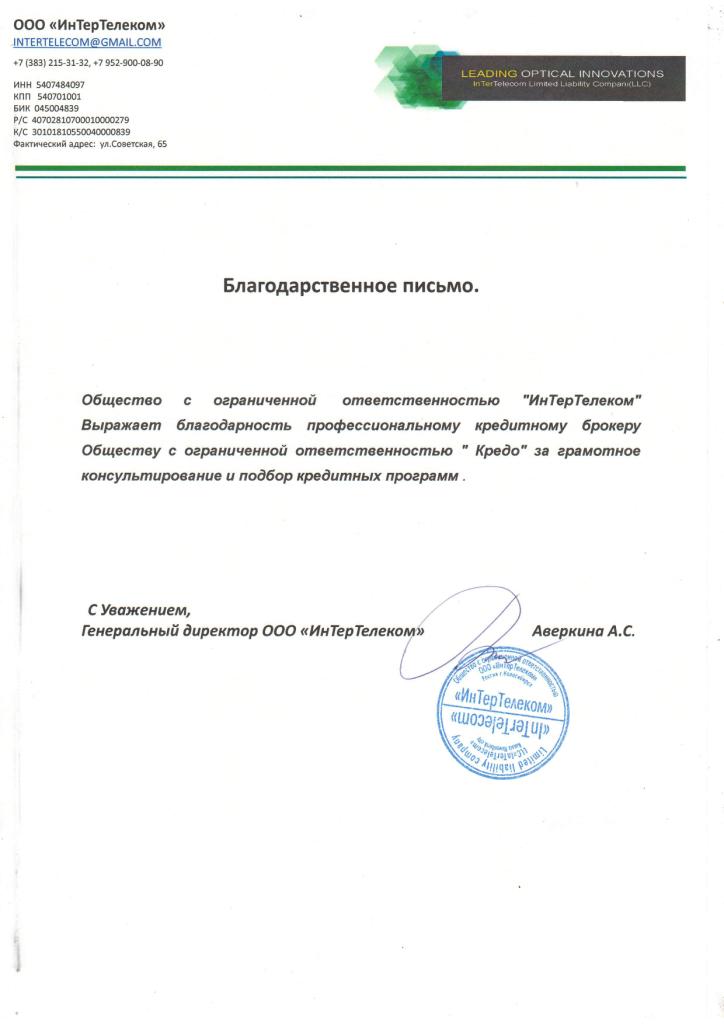 ООО «ИнТерТелеком»
INTERTELECOM@GMAIL.COM
+7 (383) 215-31-32, +7 952-900-08-90
ИНН 5407484097
КПП 540701001
БИК 045004839
Р/С 40702810700010000279
К/С 30101810550040000839
Фактический адрес: ул.Советская, 65
LEADING OPTICAL INNOVATIONS
InTerTelecom Limited Liability Compani(LLC)
Благодарственное письмо.
Общество с ограниченной ответственностью "ИнТерТелеком"
Выражает благодарность профессиональному кредитному брокеру
Обществу с ограниченной ответственностью " Кредо" за грамотное
консультирование и подбор кредитных программ .
С Уважением,
Генеральный директор ООО «ИнТерТелеком» Аверкина А.С.
Общество с ограниченной ответственностью
ООО «ИнТерТелеком»
Россия г.Новосибирск
«ИнТерТелеком»
«InTerTelecom»
LLC«InTerTelecom»
Limited liability company